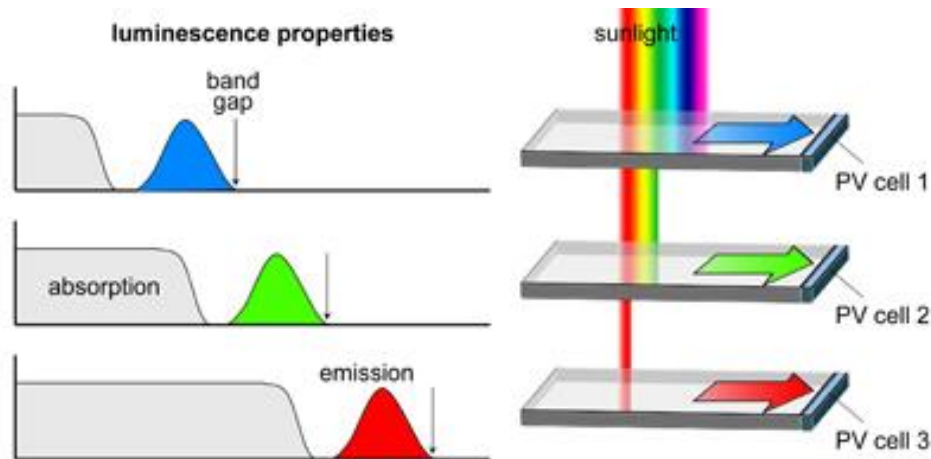 luminescence properties
sunlight
band
gap
PV cell 1
absorption
PV cell 2
emission
PV cell 3